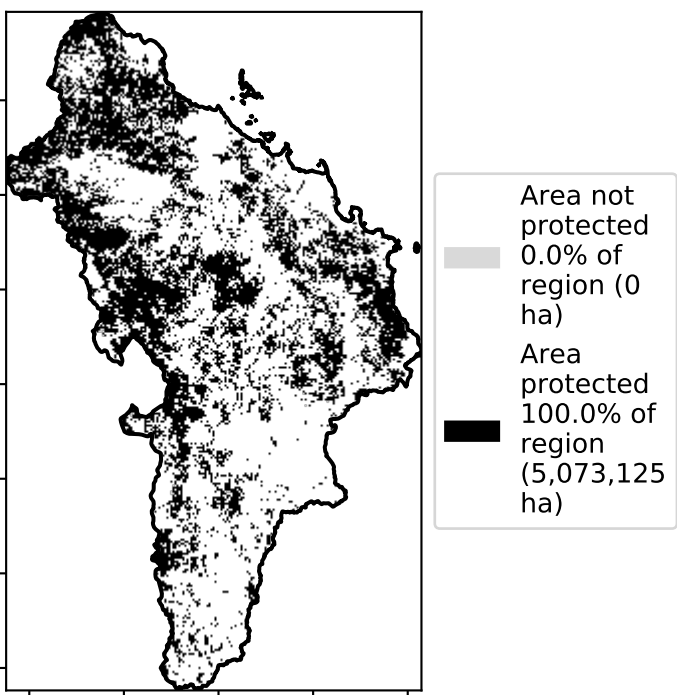 Area not
protected
0.0% of
region (0
ha)
Area
protected
100.0% of
region
(5,073,125
ha)